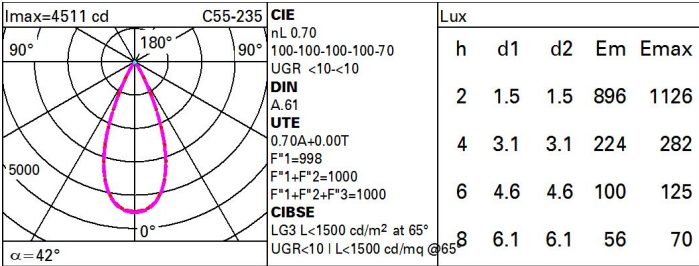 Imax=4511 cd C55-235
90° 180° 90°
5000
0°
α=42°
CIE
nL 0.70
100-100-100-100-70
UGR <10-<10
DIN
A.61
UTE
0.70A+0.00T
F"1=998
F"1+F"2=1000
F"1+F"2+F"3=1000
CIBSE
LG3 L<1500 cd/m² at 65°
UGR<10 | L<1500 cd/mq @65°
Lux
h d1 d2 Em Emax
2 1.5 1.5 896 1126
4 3.1 3.1 224 282
6 4.6 4.6 100 125
8 6.1 6.1 56 70